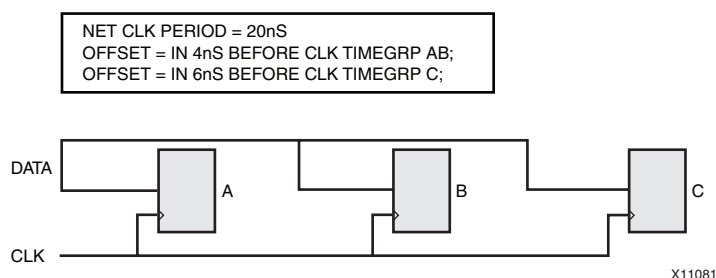 NET CLK PERIOD = 20nS
OFFSET = IN 4nS BEFORE CLK TIMEGRP AB;
OFFSET = IN 6nS BEFORE CLK TIMEGRP C;
DATA
A
B
C
CLK
X11081